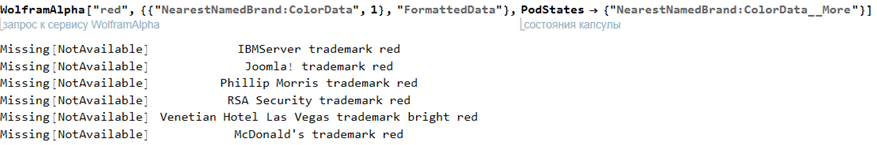 WolframAlpha["red", {{"NearestNamedBrand:ColorData", 1}, "FormattedData"}, PodStates → {"NearestNamedBrand:ColorData__More"}]
запрос к сервису WolframAlpha состояния капсулы
Missing[NotAvailable] IBMServer trademark red
Missing[NotAvailable] Joomla! trademark red
Missing[NotAvailable] Phillip Morris trademark red
Missing[NotAvailable] RSA Security trademark red
Missing[NotAvailable] Venetian Hotel Las Vegas trademark bright red
Missing[NotAvailable] McDonald's trademark red